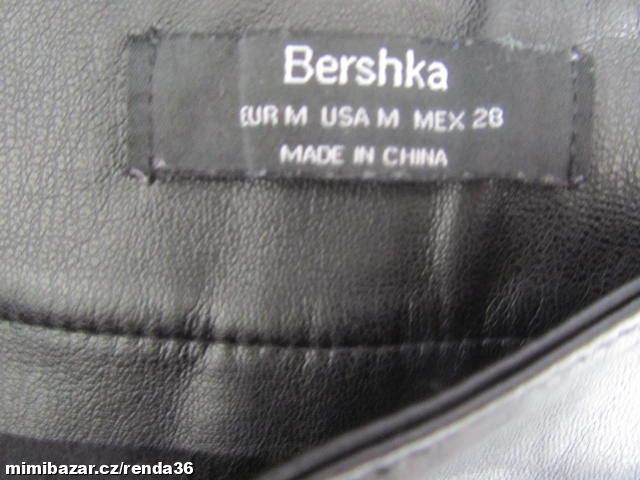 Bershka
EUR M USA M MEX 28
MADE IN CHINA
mimibazar.cz/renda36